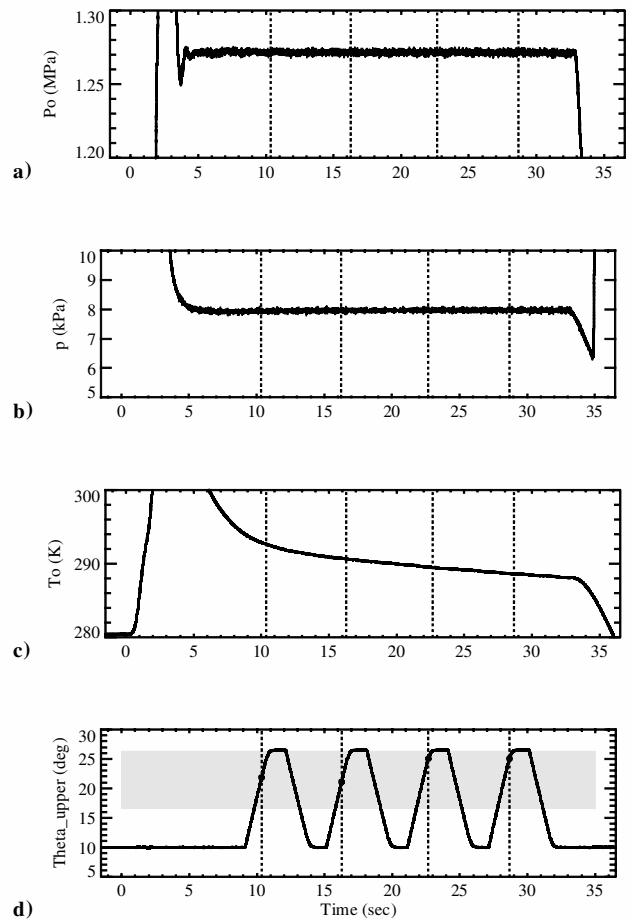 1.30
1.25
1.20
Po (MPa)
0 5 10 15 20 25 30 35
a)
10
9
8
7
6
5
p (kPa)
0 5 10 15 20 25 30 35
b)
300
290
280
To (K)
0 5 10 15 20 25 30 35
c)
30
25
20
15
10
5
Theta_upper (deg)
0 5 10 15 20 25 30 35
Time (sec)
d)